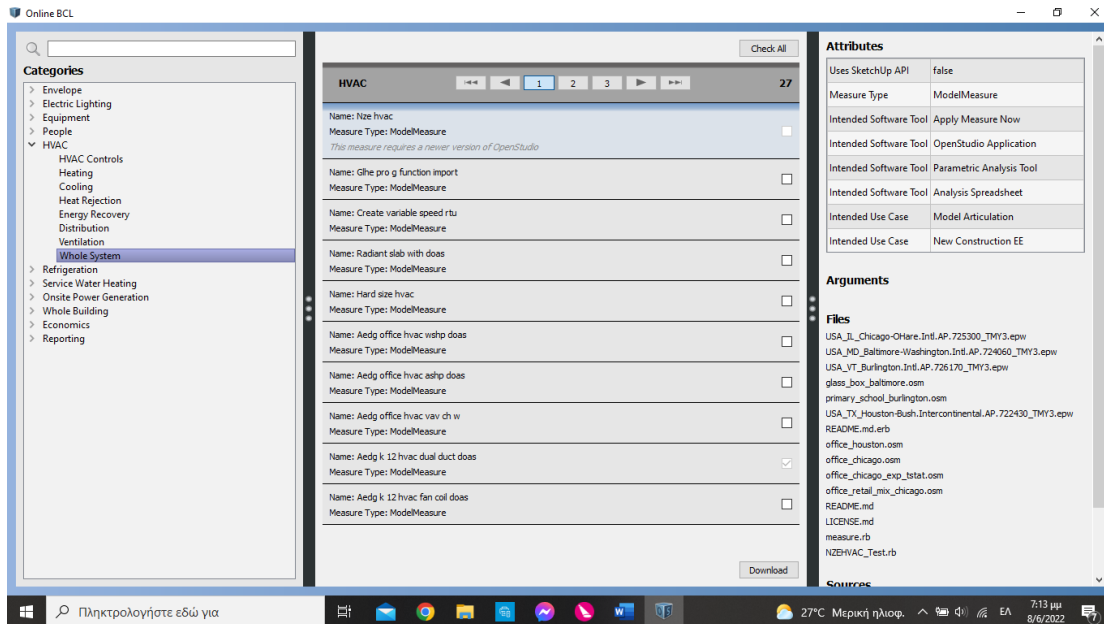 Online BCL
Categories
Envelope
Electric Lighting
Equipment
People
HVAC
HVAC Controls
Heating
Cooling
Heat Rejection
Energy Recovery
Distribution
Ventilation
Whole System
Refrigeration
Service Water Heating
Onsite Power Generation
Whole Building
Economics
Reporting
Check All
HVAC 1 2 3 27
Name: Nze hvac
Measure Type: ModelMeasure
This measure requires a newer version of OpenStudio
Name: Glhe pro g function import
Measure Type: ModelMeasure
Name: Create variable speed rtu
Measure Type: ModelMeasure
Name: Radiant slab with doas
Measure Type: ModelMeasure
Name: Hard size hvac
Measure Type: ModelMeasure
Name: Aedg office hvac wshp doas
Measure Type: ModelMeasure
Name: Aedg office hvac ashp doas
Measure Type: ModelMeasure
Name: Aedg office hvac vav ch w
Measure Type: ModelMeasure
Name: Aedg k 12 hvac dual duct doas
Measure Type: ModelMeasure
Name: Aedg k 12 hvac fan coil doas
Measure Type: ModelMeasure
Download
Attributes
Uses SketchUp API false
Measure Type ModelMeasure
Intended Software Tool Apply Measure Now
Intended Software Tool OpenStudio Application
Intended Software Tool Parametric Analysis Tool
Intended Software Tool Analysis Spreadsheet
Intended Use Case Model Articulation
Intended Use Case New Construction EE
Arguments
Files
USA_IL_Chicago-OHare.Intl.AP.725300_TMY3.epw
USA_MD_Baltimore-Washington.Intl.AP.724060_TMY3.epw
USA_VT_Burlington.Intl.AP.726170_TMY3.epw
glass_box_baltimore.osm
primary_school_burlington.osm
USA_TX_Houston-Bush.Intercontinental.AP.722430_TMY3.epw
README.md.erb
office_houston.osm
office_chicago.osm
office_chicago_exp_tstat.osm
office_retail_mix_chicago.osm
README.md
LICENSE.md
measure.rb
NZEHVAC_Test.rb
Sources
Πληκτρολογήστε εδώ για
27°C Μερική ηλιοφ.
ΕΛ
7:13 μμ
8/6/2022
7